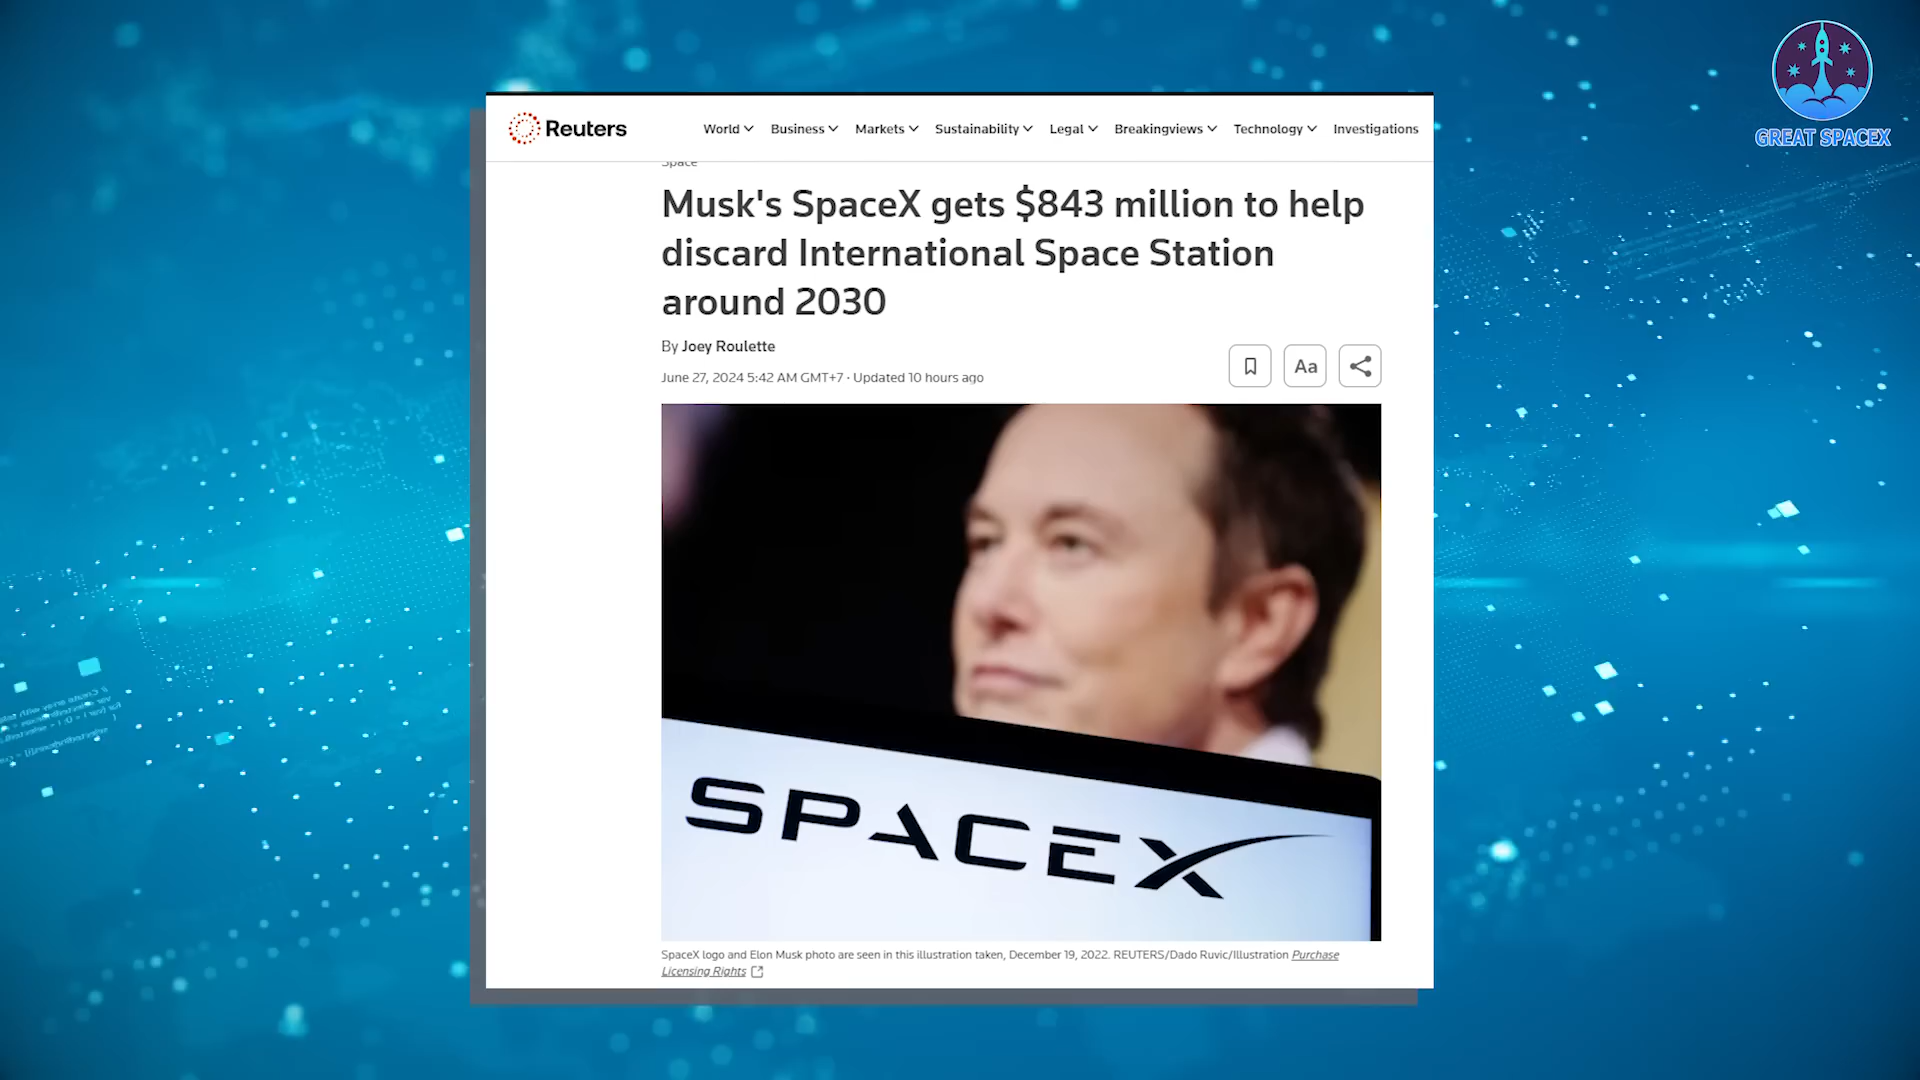 GREAT SPACEX
Reuters
World Business Markets Sustainability Legal Breakingviews Technology Investigations
Space
Musk's SpaceX gets $843 million to help
discard International Space Station
around 2030
By Joey Roulette
June 27, 2024 5:42 AM GMT+7 · Updated 10 hours ago
Aa
SPACEX
SpaceX logo and Elon Musk photo are seen in this illustration taken, December 19, 2022. REUTERS/Dado Ruvic/Illustration Purchase
Licensing Rights